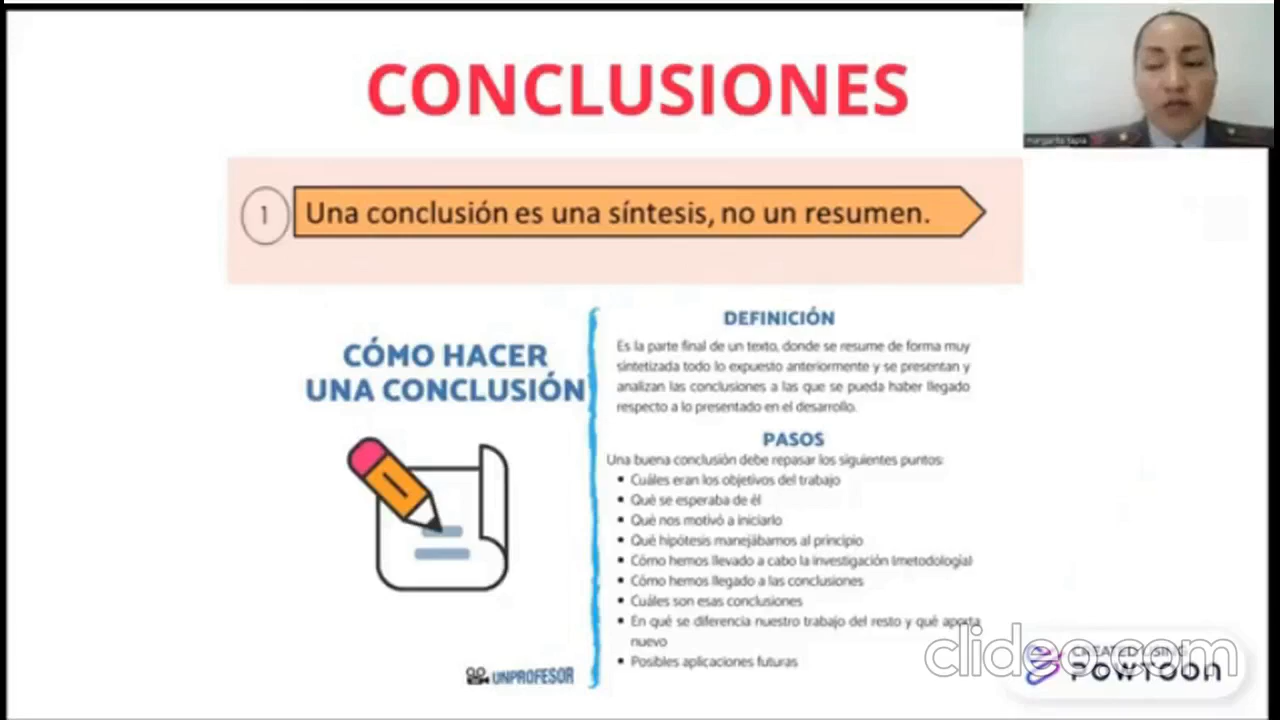 CONCLUSIONES
margarita tapia
1
Una conclusión es una síntesis, no un resumen.
CÓMO HACER
UNA CONCLUSIÓN
DEFINICIÓN
Es la parte final de un texto, donde se resume de forma muy
sintetizada todo lo expuesto anteriormente y se presentan y
analizan las conclusiones a las que se pueda haber llegado
respecto a lo presentado en el desarrollo.
PASOS
Una buena conclusión debe repasar los siguientes puntos:
Cuáles eran los objetivos del trabajo
Qué se esperaba de él
Qué nos motivó a iniciarlo
Qué hipótesis manejábamos al principio
Cómo hemos llevado a cabo la investigación (metodología)
Cómo hemos llegado a las conclusiones
Cuáles son esas conclusiones
En qué se diferencia nuestro trabajo del resto y qué aporta
nuevo
Posibles aplicaciones futuras
UNPROFESOR
clideo.com
CREATED USING
POWTOON